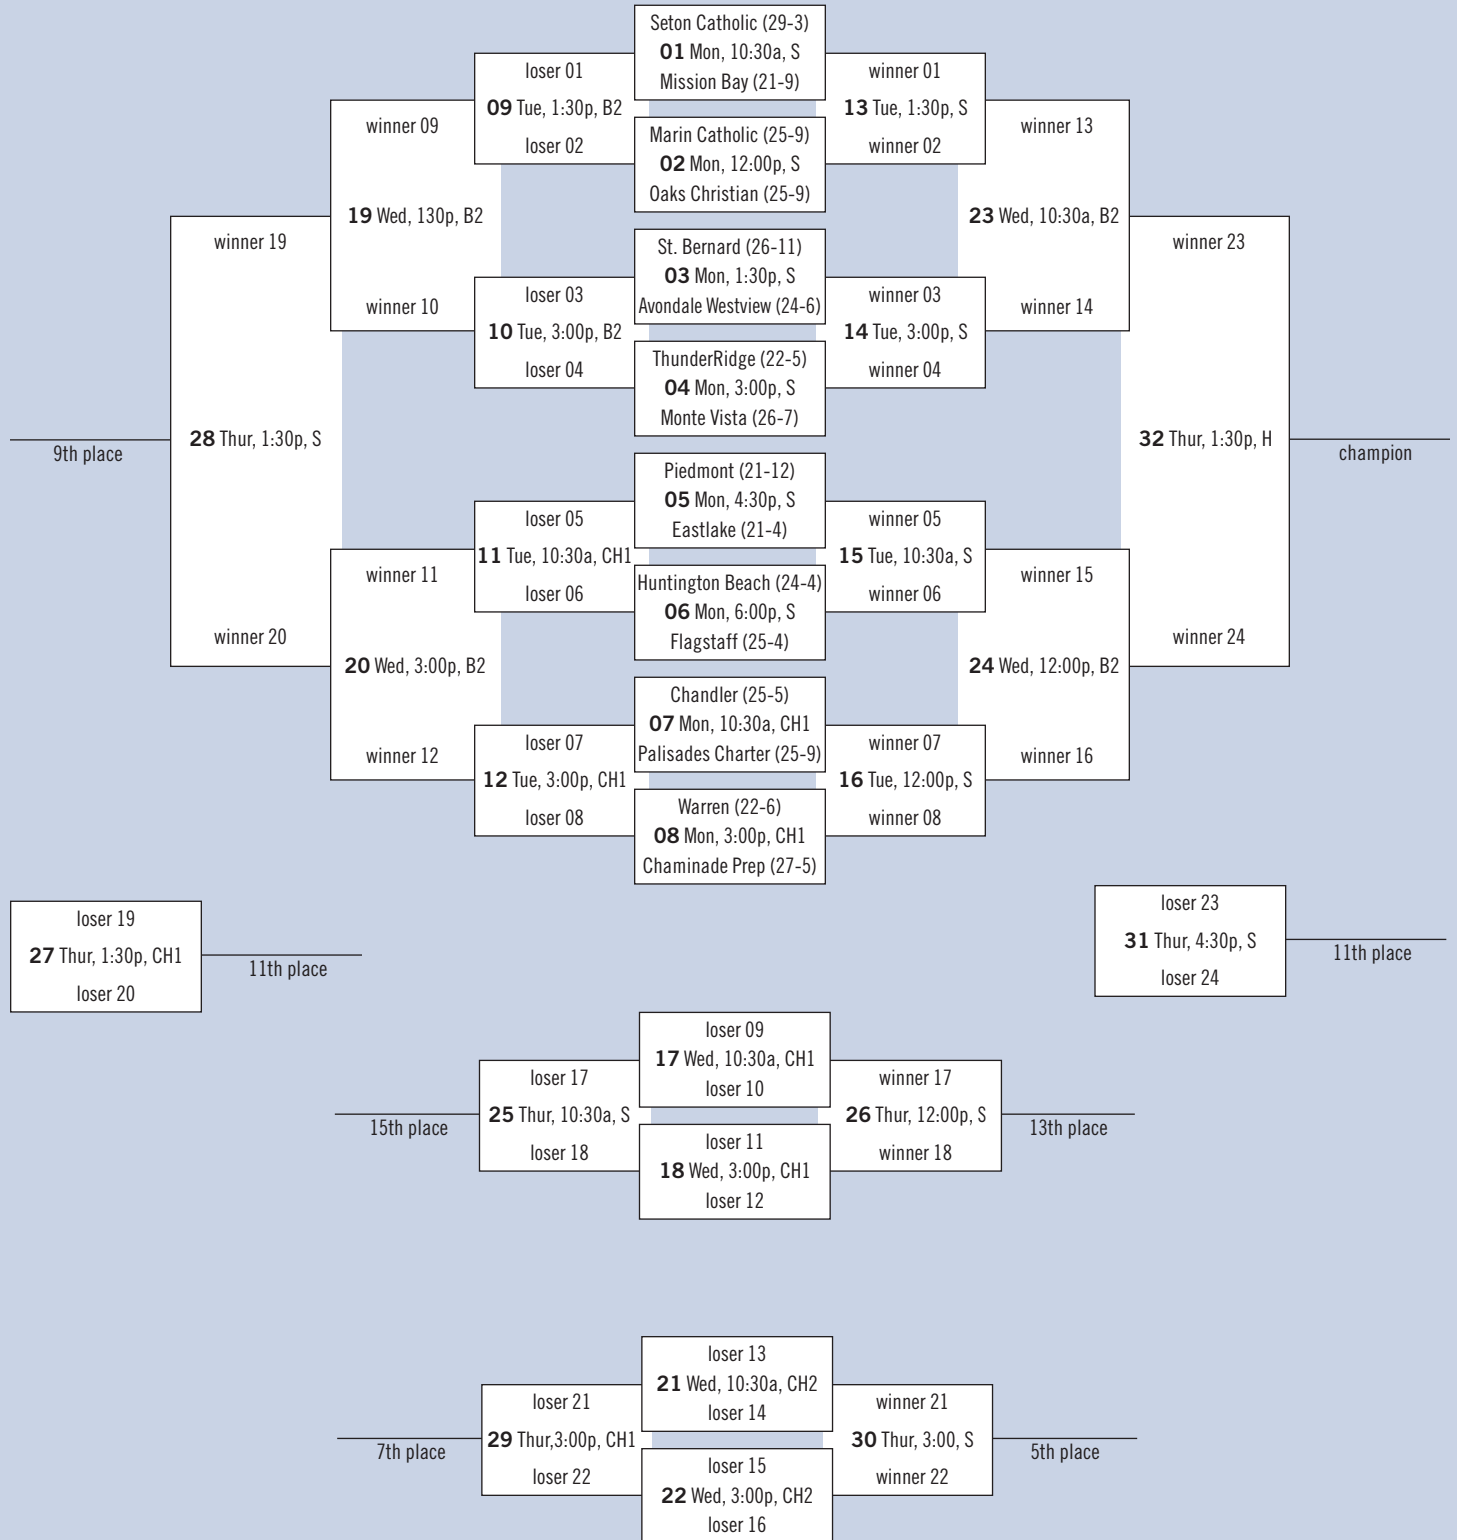 Seton Catholic (29-3)
01 Mon, 10:30a, S
Mission Bay (21-9)
Marin Catholic (25-9)
02 Mon, 12:00p, S
Oaks Christian (25-9)
St. Bernard (26-11)
03 Mon, 1:30p, S
Avondale Westview (24-6)
ThunderRidge (22-5)
04 Mon, 3:00p, S
Monte Vista (26-7)
Piedmont (21-12)
05 Mon, 4:30p, S
Eastlake (21-4)
Huntington Beach (24-4)
06 Mon, 6:00p, S
Flagstaff (25-4)
Chandler (25-5)
07 Mon, 10:30a, CH1
Palisades Charter (25-9)
Warren (22-6)
08 Mon, 3:00p, CH1
Chaminade Prep (27-5)
loser 01
09 Tue, 1:30p, B2
loser 02
loser 03
10 Tue, 3:00p, B2
loser 04
loser 05
11 Tue, 10:30a, CH1
loser 06
loser 07
12 Tue, 3:00p, CH1
loser 08
winner 09
19 Wed, 130p, B2
winner 10
winner 11
20 Wed, 3:00p, B2
winner 12
winner 19
28 Thur, 1:30p, S
winner 20
9th place
winner 01
13 Tue, 1:30p, S
winner 02
winner 03
14 Tue, 3:00p, S
winner 04
winner 05
15 Tue, 10:30a, S
winner 06
winner 07
16 Tue, 12:00p, S
winner 08
winner 13
23 Wed, 10:30a, B2
winner 14
winner 15
24 Wed, 12:00p, B2
winner 16
winner 23
32 Thur, 1:30p, H
winner 24
champion
loser 19
27 Thur, 1:30p, CH1
loser 20
11th place
loser 23
31 Thur, 4:30p, S
loser 24
11th place
loser 09
17 Wed, 10:30a, CH1
loser 10
loser 11
18 Wed, 3:00p, CH1
loser 12
loser 17
25 Thur, 10:30a, S
loser 18
15th place
winner 17
26 Thur, 12:00p, S
winner 18
13th place
loser 13
21 Wed, 10:30a, CH2
loser 14
loser 15
22 Wed, 3:00p, CH2
loser 16
loser 21
29 Thur,3:00p, CH1
loser 22
7th place
winner 21
30 Thur, 3:00, S
winner 22
5th place